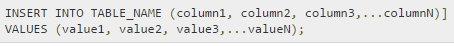 INSERT INTO TABLE_NAME (column1, column2, column3,...columnN)]
VALUES (value1, value2, value3,...valueN);